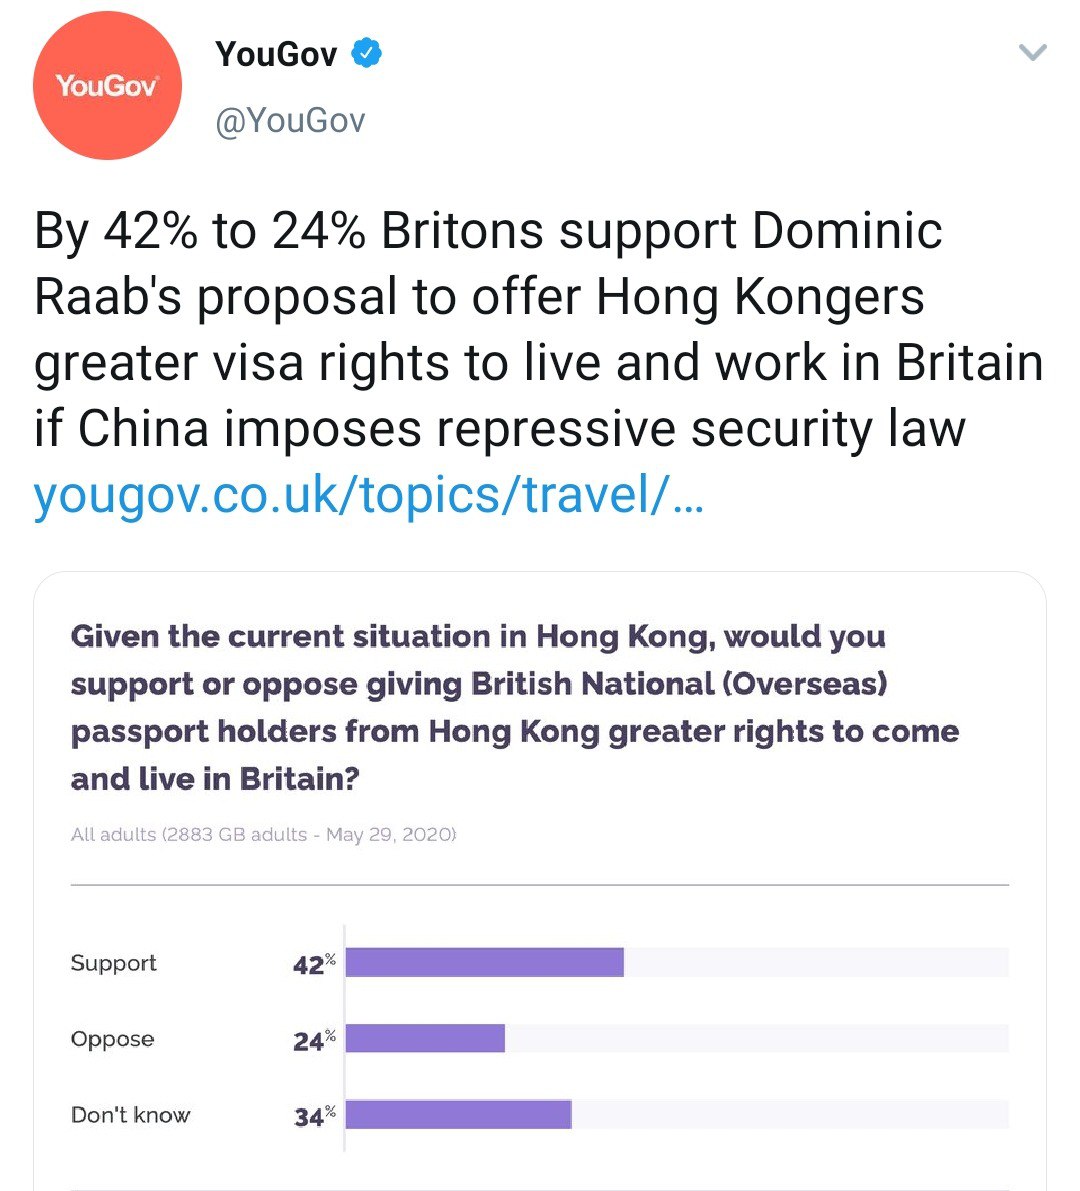 YouGov
YouGov
@YouGov
By 42% to 24% Britons support Dominic
Raab's proposal to offer Hong Kongers
greater visa rights to live and work in Britain
if China imposes repressive security law
yougov.co.uk/topics/travel/…
Given the current situation in Hong Kong, would you
support or oppose giving British National (Overseas)
passport holders from Hong Kong greater rights to come
and live in Britain?
All adults (2883 GB adults - May 29, 2020)
Support 42%
Oppose 24%
Don't know 34%